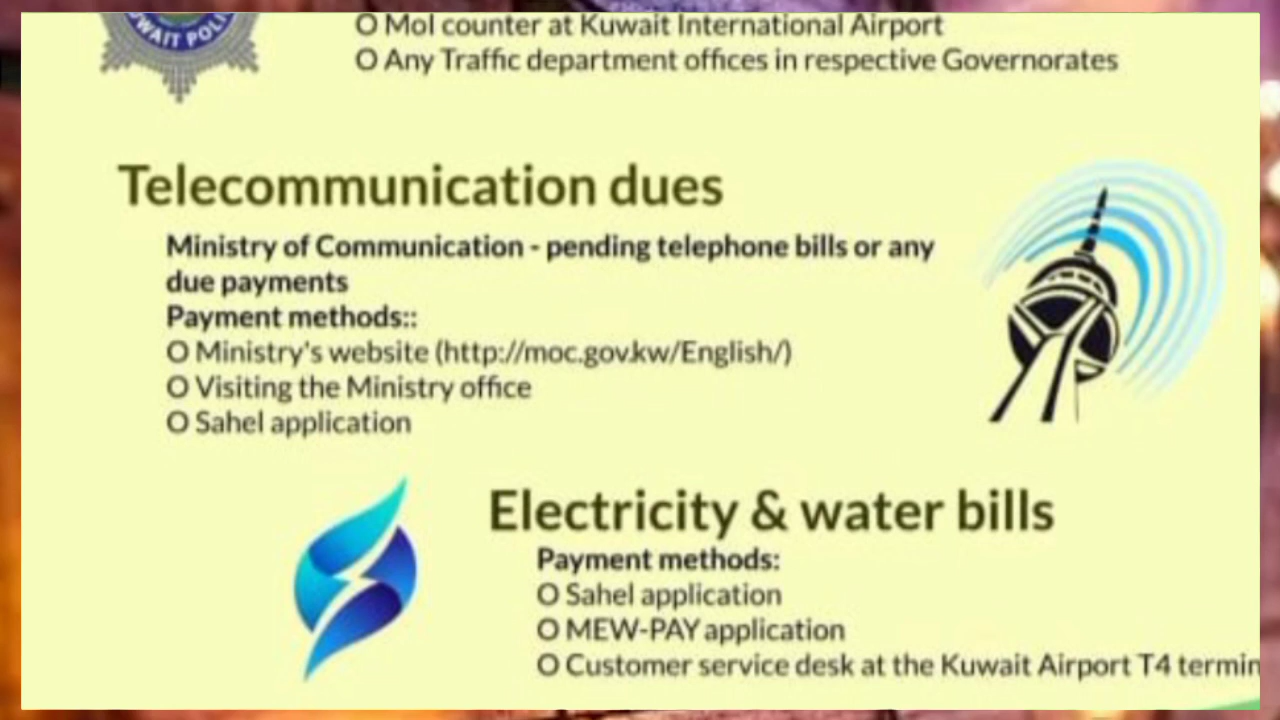 WAIT POLI
O MoI counter at Kuwait International Airport
O Any Traffic department offices in respective Governorates
Telecommunication dues
Ministry of Communication - pending telephone bills or any
due payments
Payment methods::
O Ministry's website (http://moc.gov.kw/English/)
O Visiting the Ministry office
O Sahel application
Electricity & water bills
Payment methods:
O Sahel application
O MEW-PAY application
O Customer service desk at the Kuwait Airport T4 termin